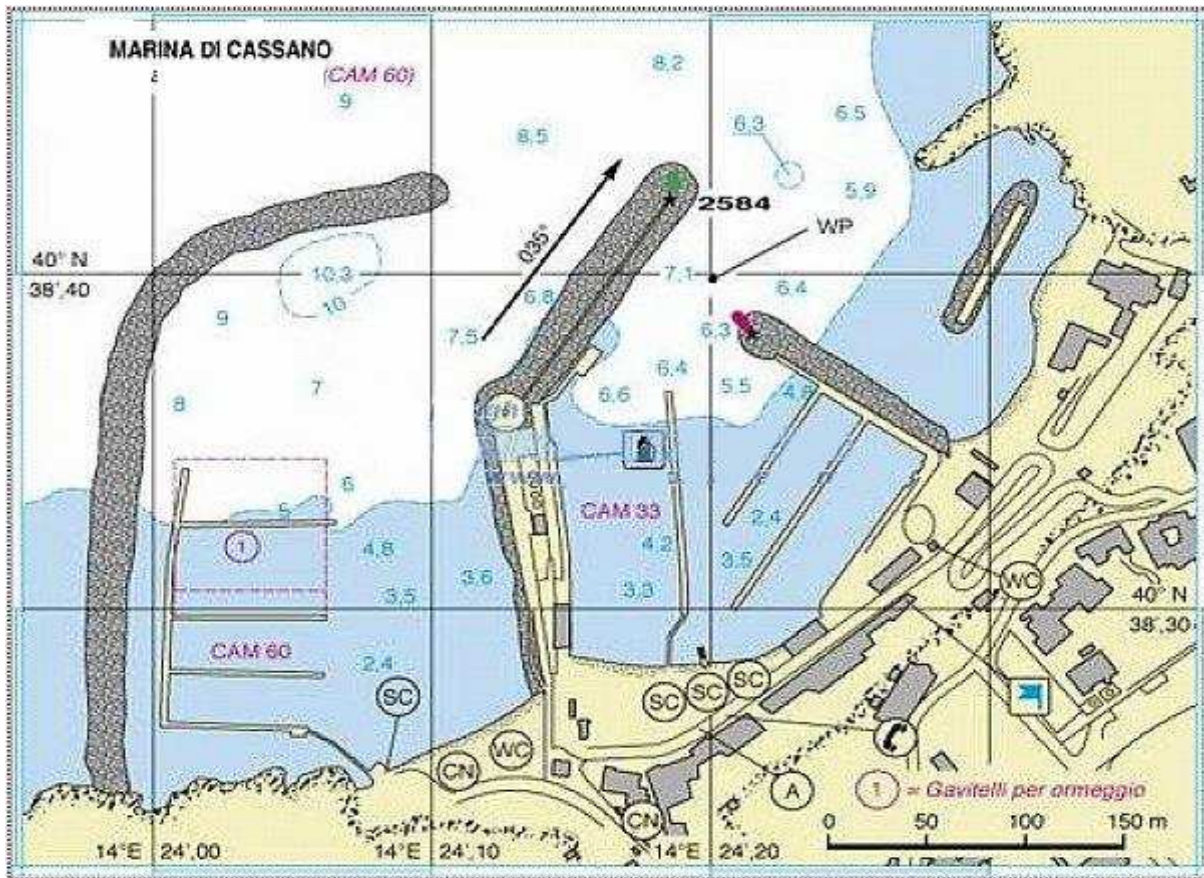 MARINA DI CASSANO
(CAM 60)
8,2
9
6,3
6,5
8,5
5,9
2584
WP
035°
40° N
38',40
10,3
7,1
10
6,8
6,4
9
7,5
6,3
6,4
5,5
4,8
8
7
6,6
6
CAM 33
5
2,4
1
4,8
4,2
3,5
3,6
WC
3,5
3,3
40° N
38',30
CAM 60
2,4
SC
SC
SC
SC
WC
CN
A
1 = Gavitelli per ormeggio
CN
0 50 100 150 m
14°E 24',00
14°E 24',10
14°E 24',20